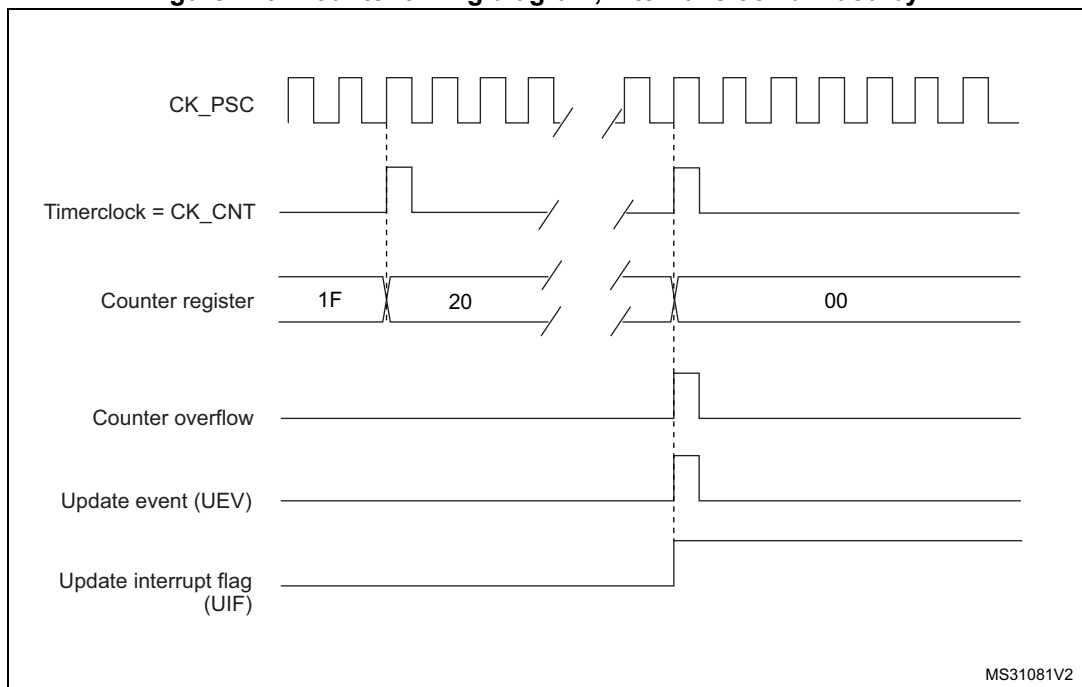 CK_PSC
Timerclock = CK_CNT
Counter register
1F
20
00
Counter overflow
Update event (UEV)
Update interrupt flag
(UIF)
MS31081V2